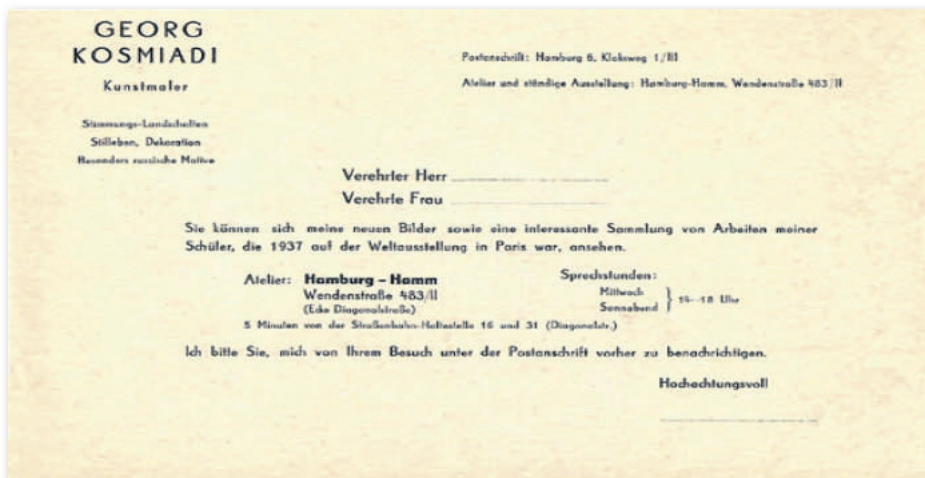 GEORG
KOSMIADI
Kunstmaler
Stimmungs-Landschaften
Stilleben, Dekoration
Besonders russische Motive
Postanschrift: Hamburg 6, Kloksweg 1/III
Atelier und ständige Ausstellung: Hamburg-Hamm, Wendenstraße 483/II
Verehrter Herr
Verehrte Frau
Sie können sich meine neuen Bilder sowie eine interessante Sammlung von Arbeiten meiner
Schüler, die 1937 auf der Weltausstellung in Paris war, ansehen.
Atelier: Hamburg – Hamm
Wendenstraße 483/II
(Ecke Diagonalstraße)
5 Minuten von der Straßenbahn-Haltestelle 16 und 31 (Diagonalstr.)
Sprechstunden:
Mittwoch
Sonnabend } 14–18 Uhr
Ich bitte Sie, mich von Ihrem Besuch unter der Postanschrift vorher zu benachrichtigen.
Hochachtungsvoll